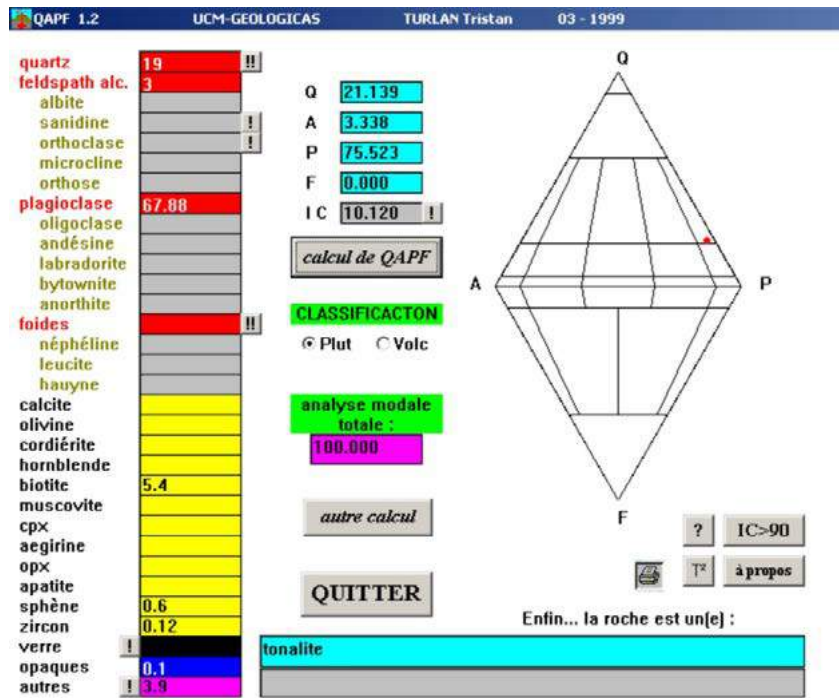 QAPF 1.2 UCM-GEOLOGICAS TURLAN Tristan 03 - 1999
quartz 19 !!
feldspath alc. 3
albite
sanidine !
orthoclase !
microcline
orthose
plagioclase 67.88
oligoclase
andésine
labradorite
bytownite
anorthite
foides !!
néphéline
leucite
hauyne
calcite
olivine
cordiérite
hornblende
biotite 5.4
muscovite
cpx
aegirine
opx
apatite
sphène 0.6
zircon 0.12
verre !
opaques 0.1
autres ! 3.9
Q 21.139
A 3.338
P 75.523
F 0.000
I C 10.120 !
calcul de QAPF
CLASSIFICACTON
Plut Volc
analyse modale
totale :
100.000
autre calcul
QUITTER
Q
A P
F
? IC>90
T² à propos
Enfin... la roche est un(e) :
tonalite